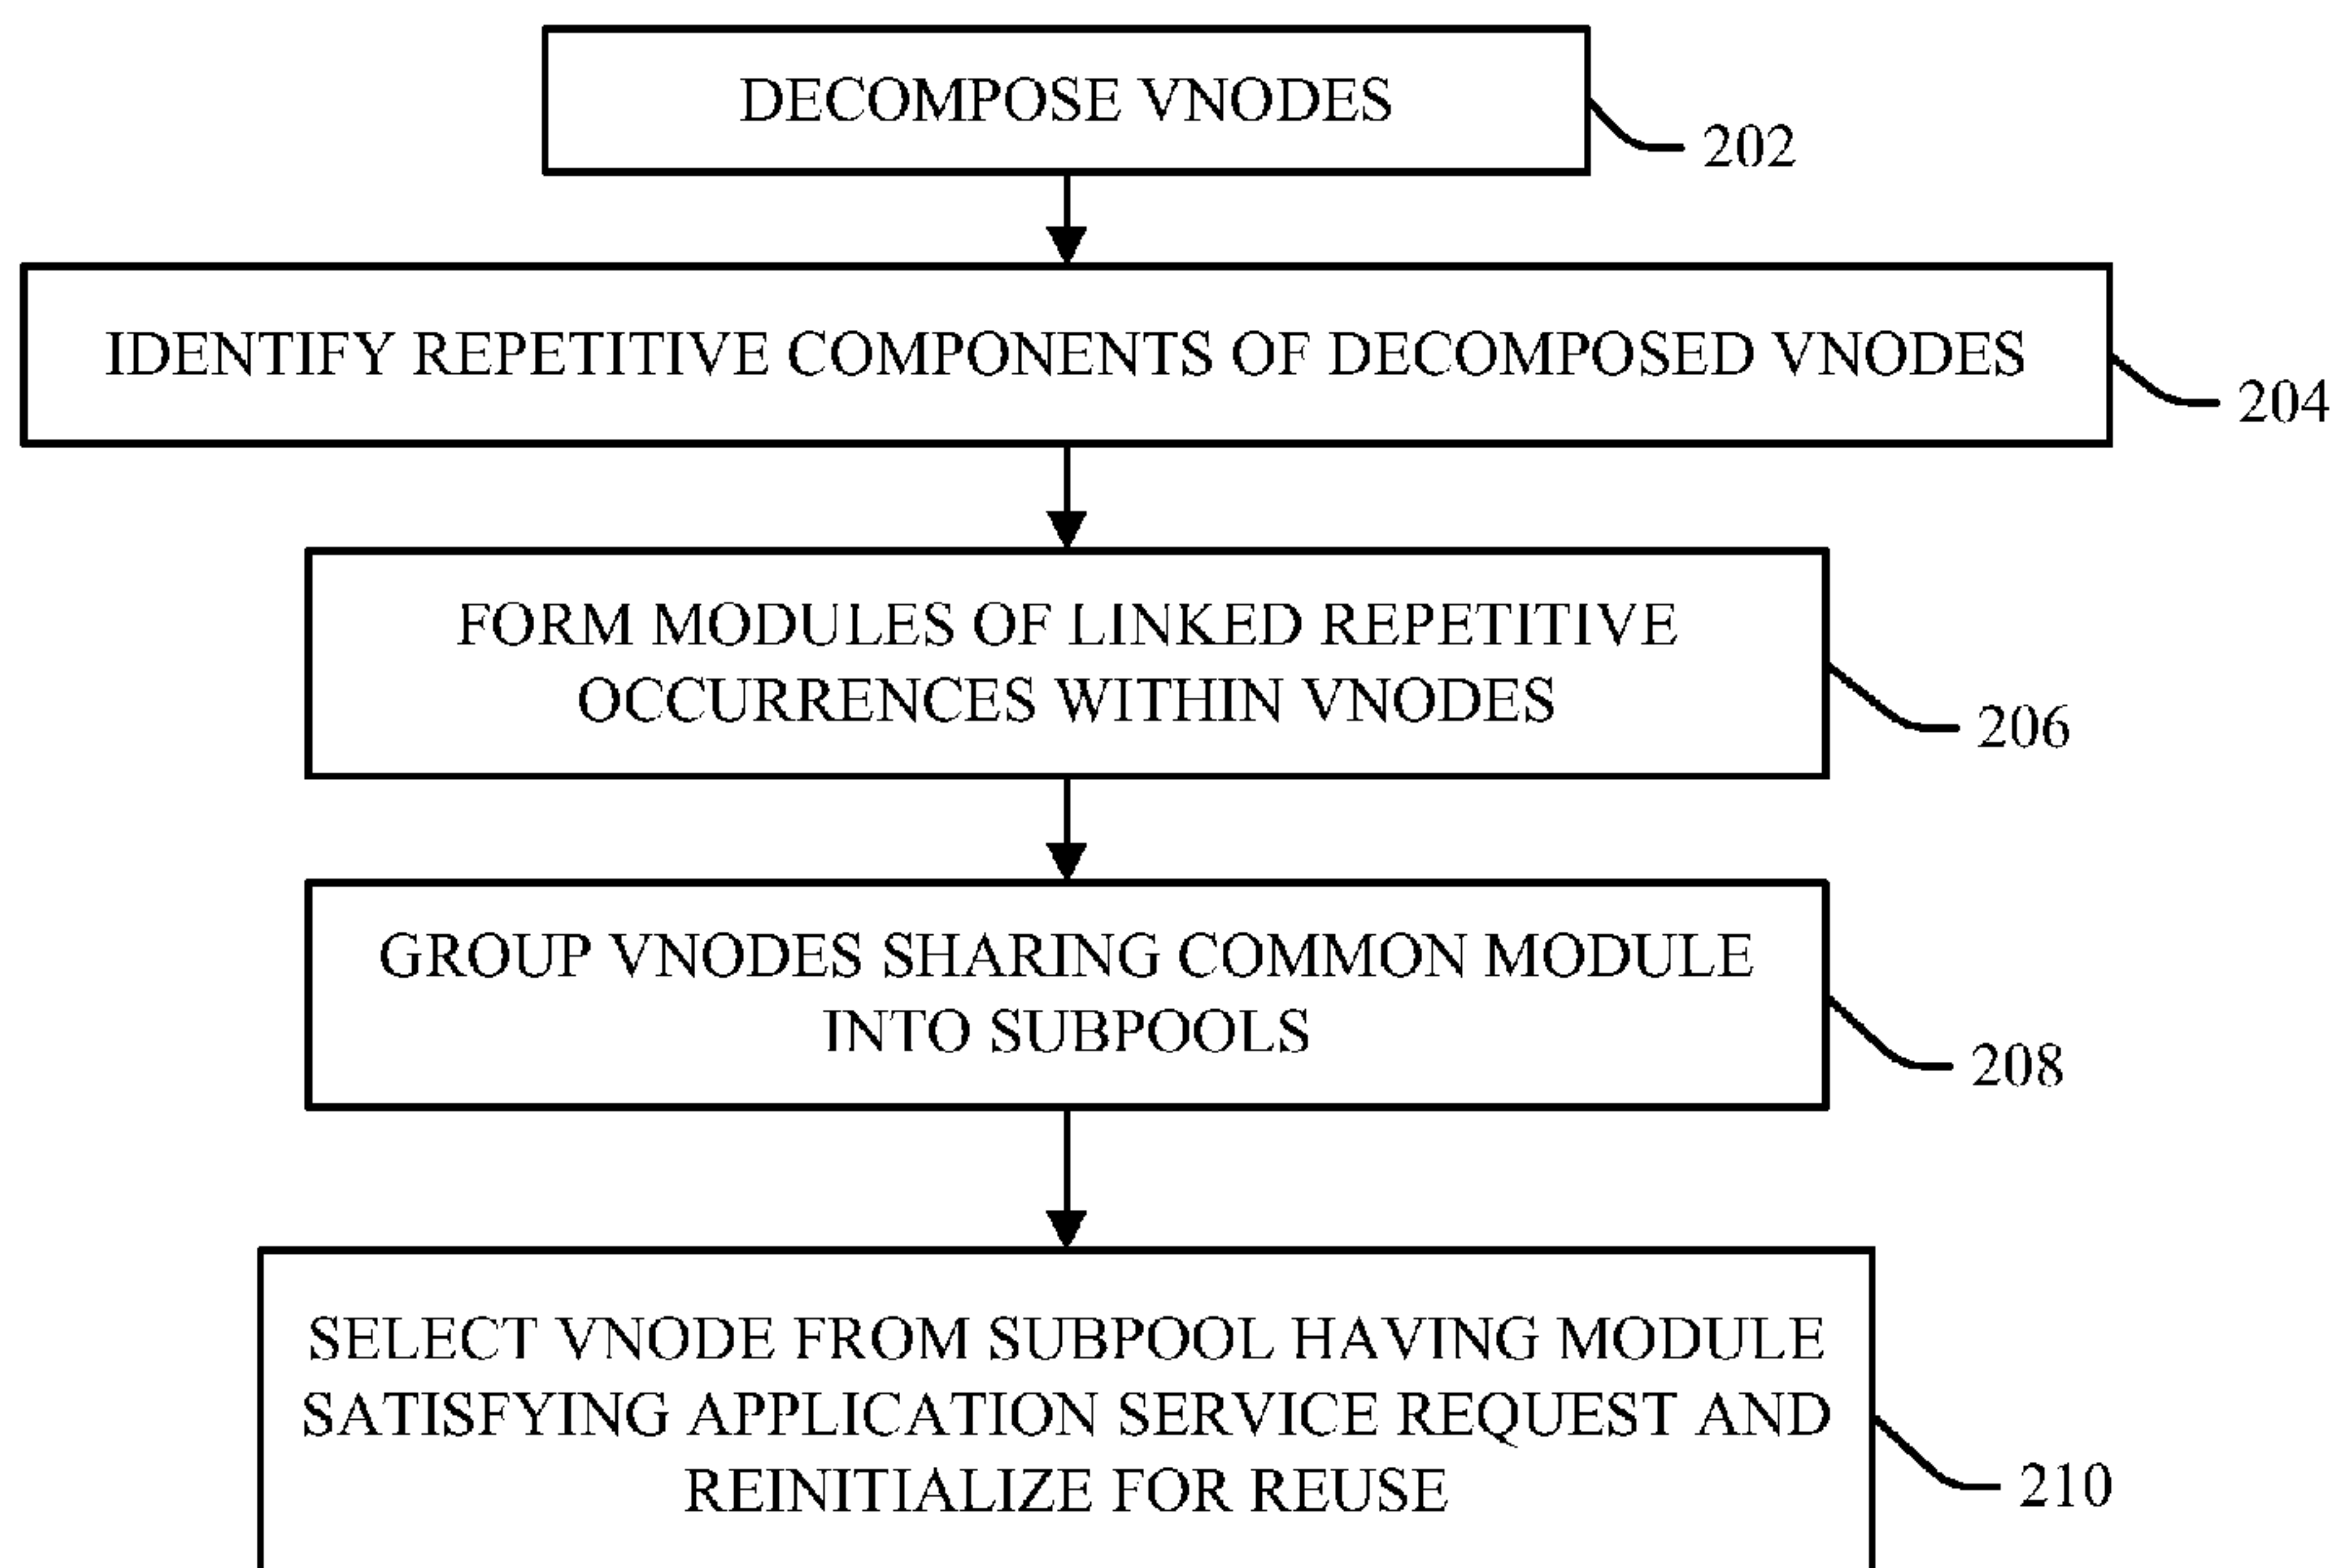 DECOMPOSE VNODES
202
IDENTIFY REPETITIVE COMPONENTS OF DECOMPOSED VNODES
204
FORM MODULES OF LINKED REPETITIVE
OCCURRENCES WITHIN VNODES
206
GROUP VNODES SHARING COMMON MODULE
INTO SUBPOOLS
208
SELECT VNODE FROM SUBPOOL HAVING MODULE
SATISFYING APPLICATION SERVICE REQUEST AND
REINITIALIZE FOR REUSE
210